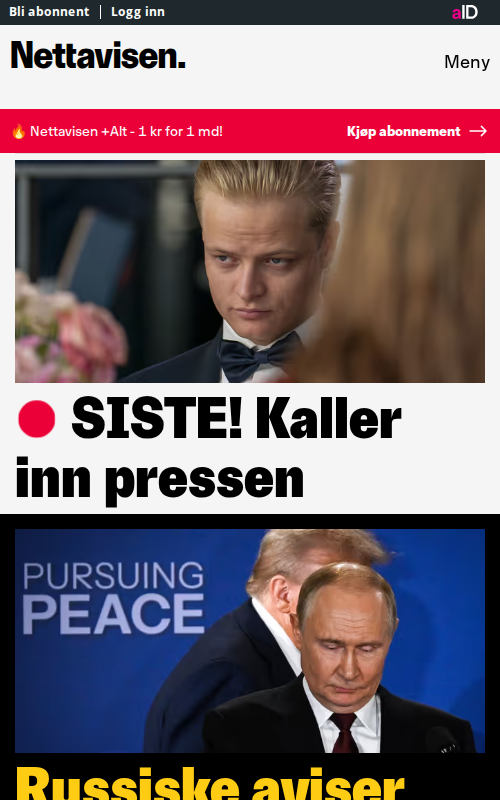 Bli abonnent | Logg inn
aID
Nettavisen.
Meny
🔥 Nettavisen +Alt - 1 kr for 1 md!
Kjøp abonnement →
SISTE! Kaller
inn pressen
PURSUING
PEACE
Russiske aviser